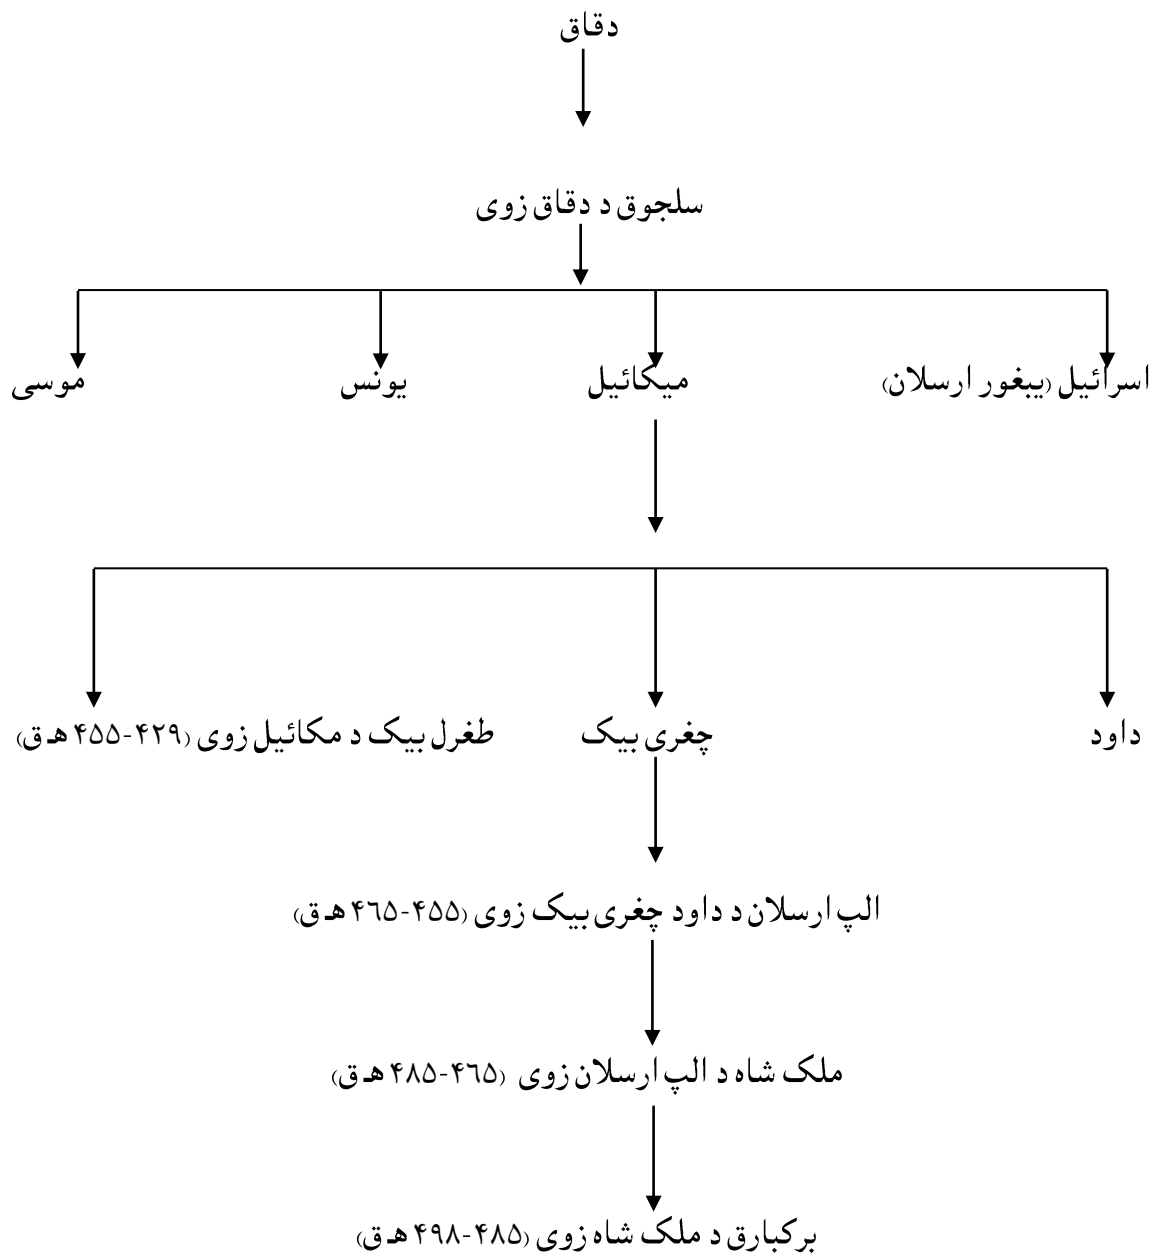 دقاق
سلجوق د دقاق زوی
اسرائیل (یبغور ارسلان) میکائیل یونس موسی
داود چغری بیک طغرل بیک د مکائیل زوی (۴۲۹-۴۵۵ هـ ق)
الپ ارسلان د داود چغری بیک زوی (۴۵۵-۴۶۵ هـ ق)
ملک شاه د الپ ارسلان زوی (۴۶۵-۴۸۵ هـ ق)
برکبارق د ملک شاه زوی (۴۸۵-۴۹۸ هـ ق)